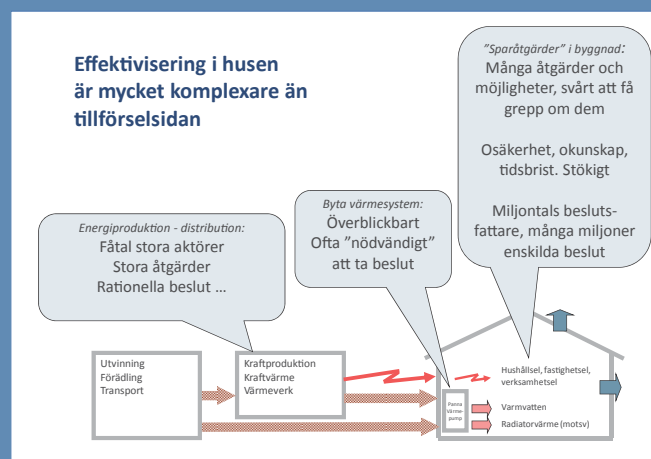 Effektivisering i husen
är mycket komplexare än
tillförselsidan
"Sparåtgärder" i byggnad:
Många åtgärder och
möjligheter, svårt att få
grepp om dem
Osäkerhet, okunskap,
tidsbrist. Stökigt
Miljontals besluts-
fattare, många miljoner
enskilda beslut
Byta värmesystem:
Överblickbart
Ofta "nödvändigt"
att ta beslut
Energiproduktion - distribution:
Fåtal stora aktörer
Stora åtgärder
Rationella beslut ...
Utvinning
Förädling
Transport
Kraftproduktion
Kraftvärme
Värmeverk
Hushållsel, fastighetsel,
verksamhetsel
Panna
Värme-
pump
Varmvatten
Radiatorvärme (motsv)